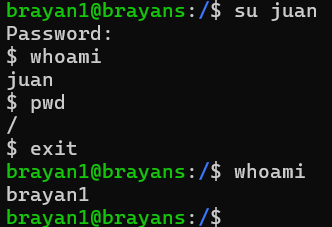 brayan1@brayans:/$ su juan
Password:
$ whoami
juan
$ pwd
/
$ exit
brayan1@brayans:/$ whoami
brayan1
brayan1@brayans:/$